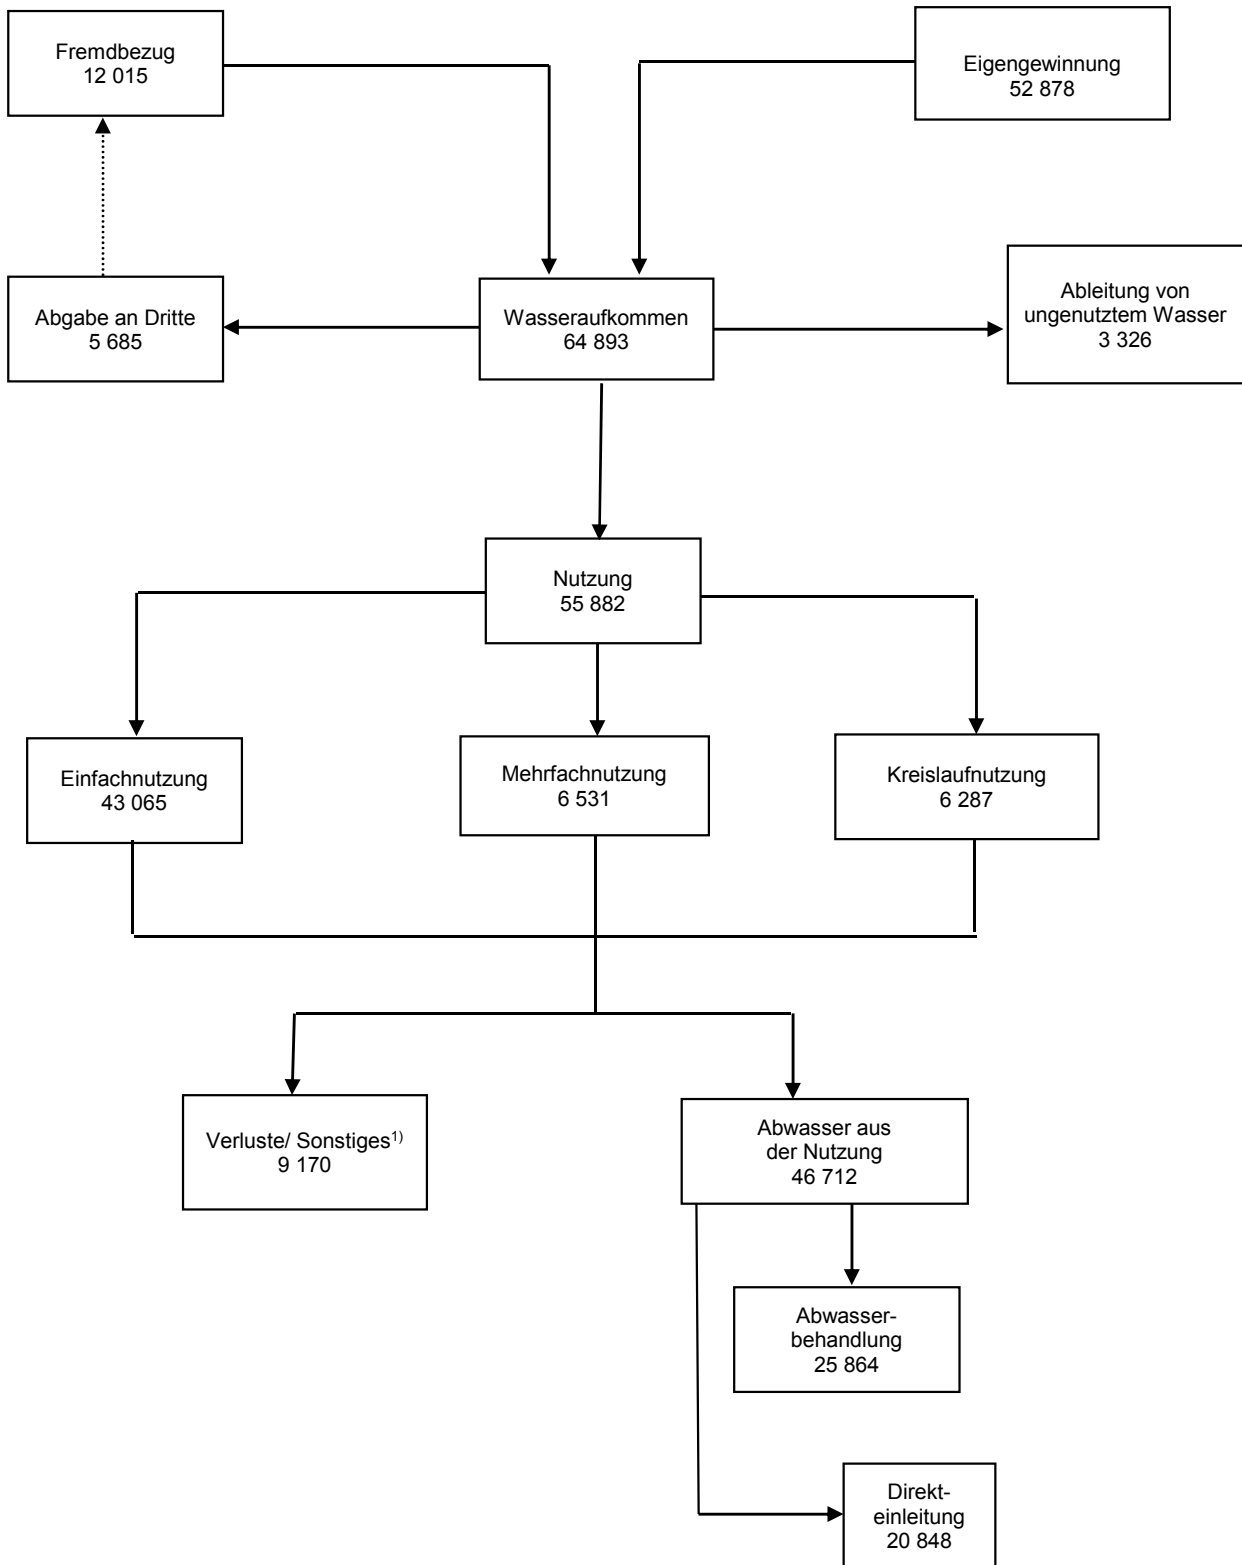 Fremdbezug
12 015
Eigengewinnung
52 878
Abgabe an Dritte
5 685
Wasseraufkommen
64 893
Ableitung von
ungenutztem Wasser
3 326
Nutzung
55 882
Einfachnutzung
43 065
Mehrfachnutzung
6 531
Kreislaufnutzung
6 287
Verluste/ Sonstiges¹⁾
9 170
Abwasser aus
der Nutzung
46 712
Abwasser-
behandlung
25 864
Direkt-
einleitung
20 848